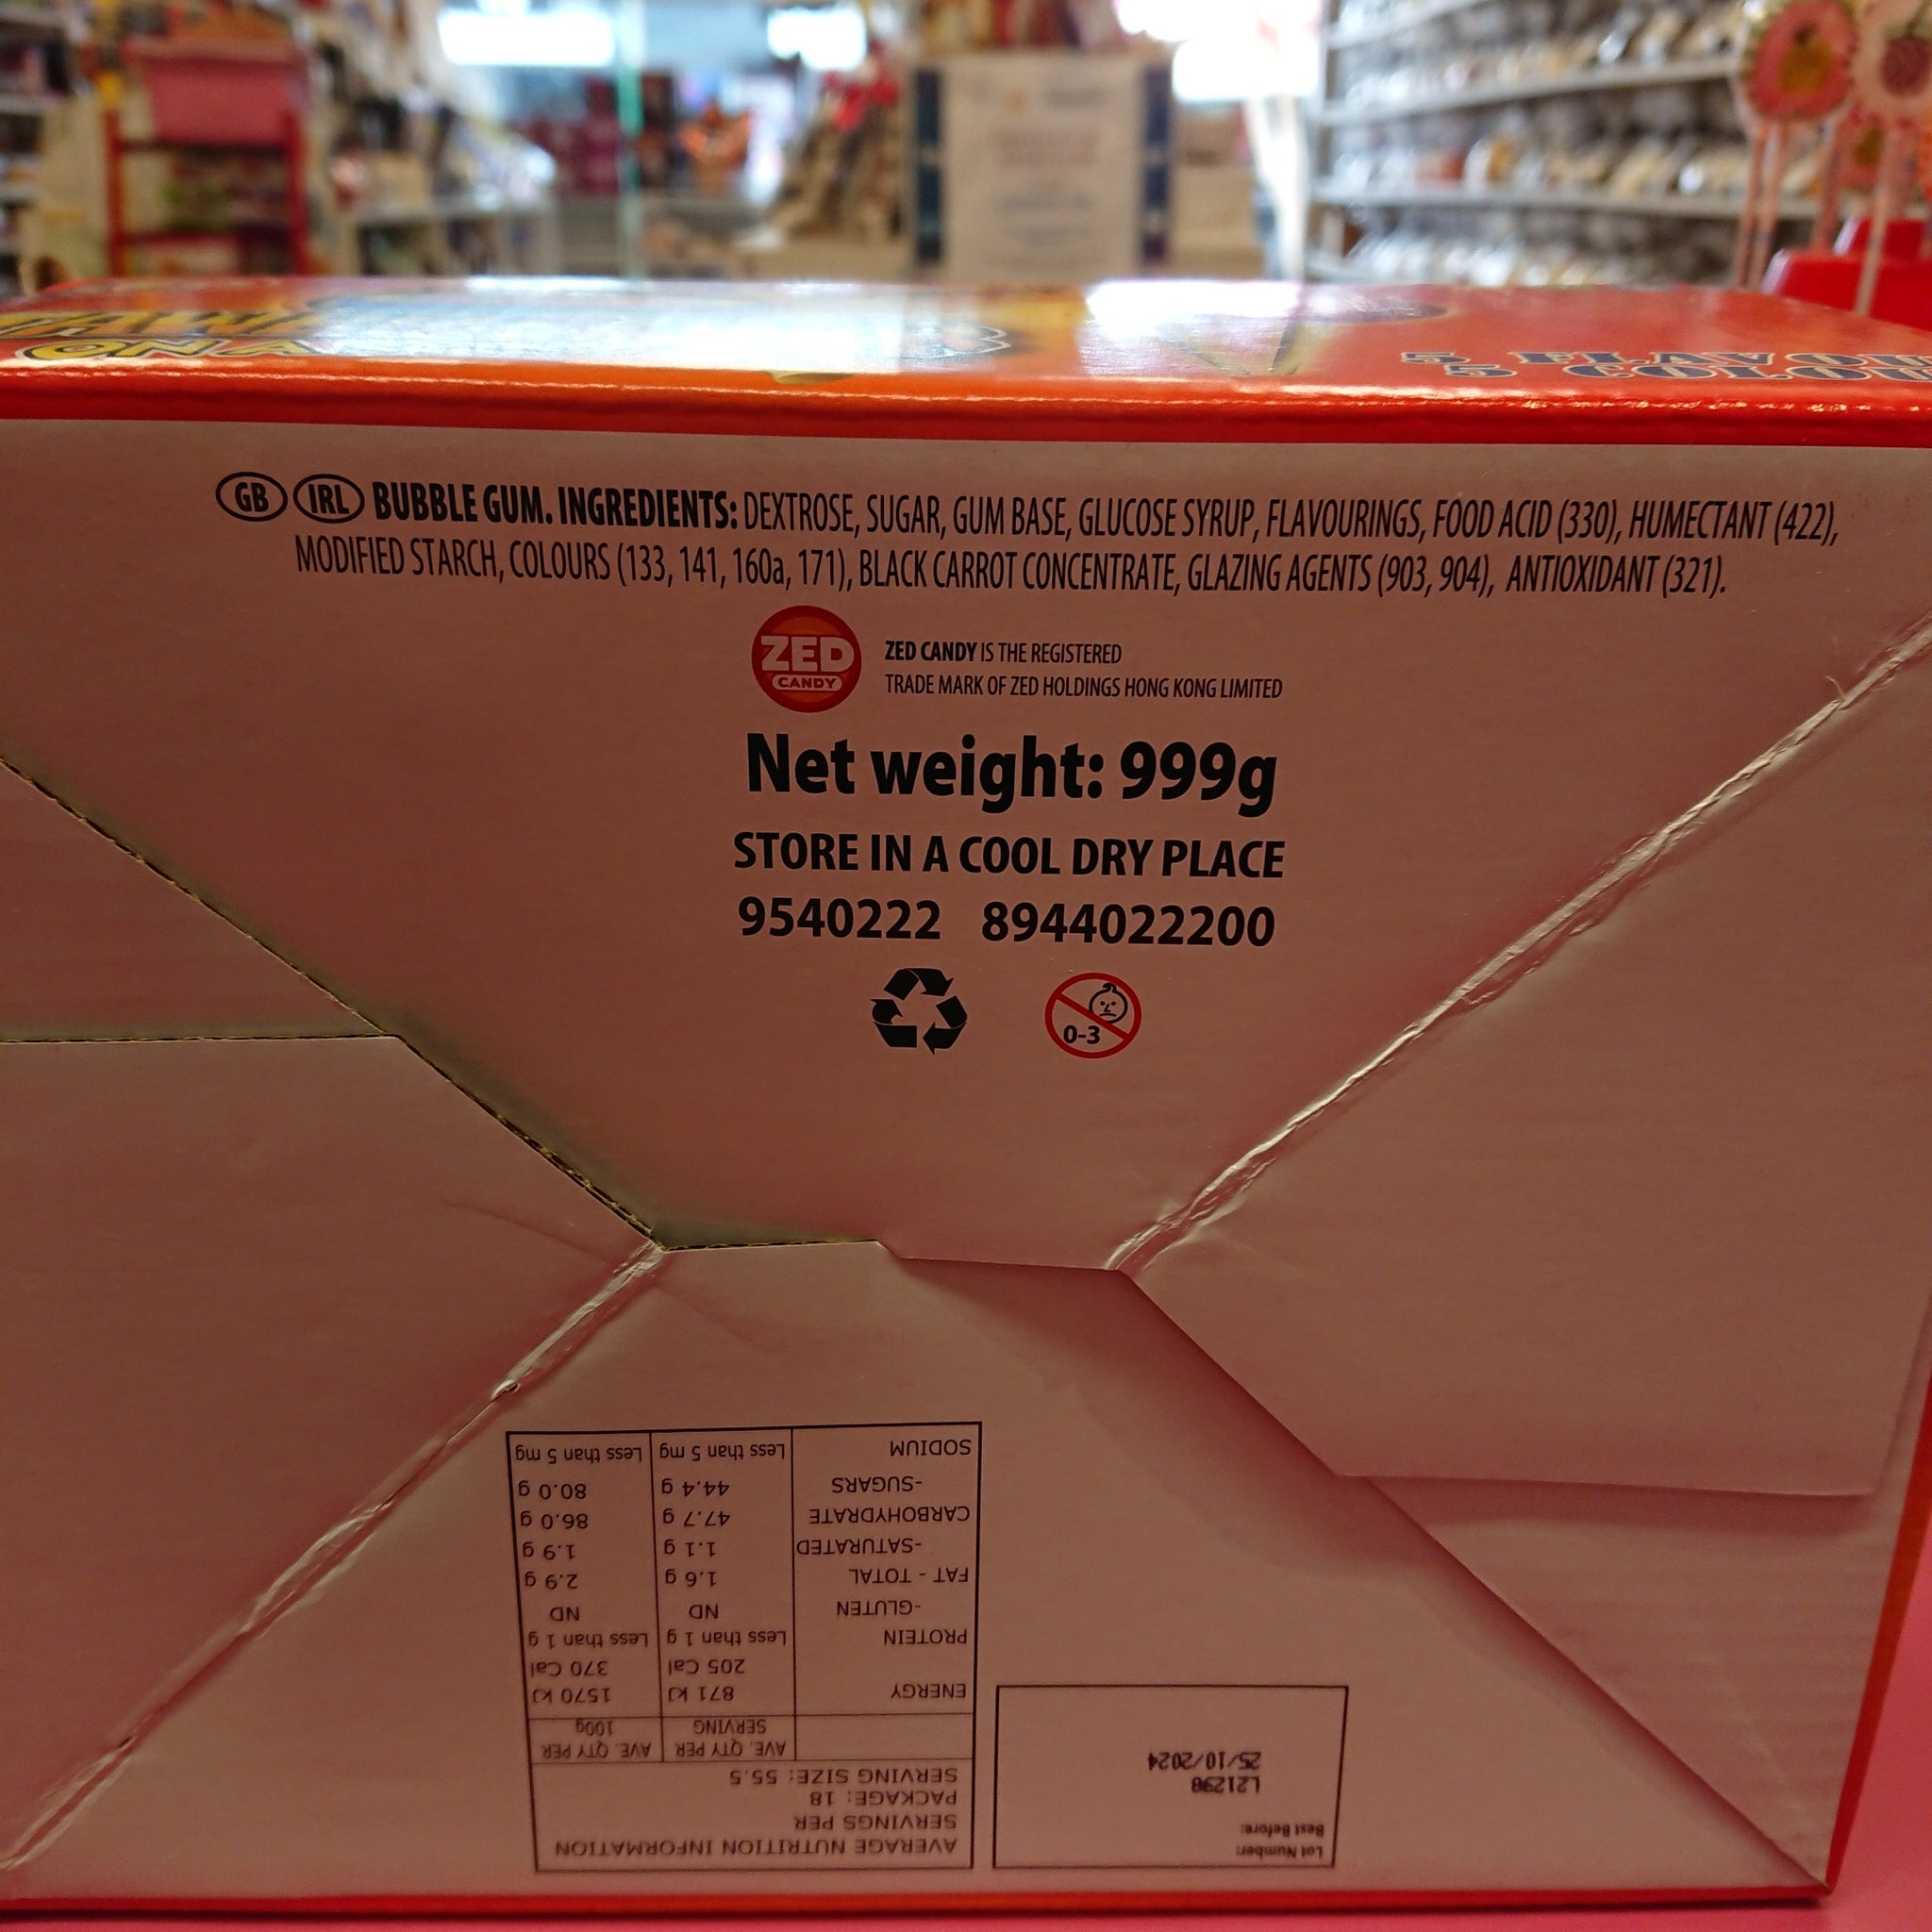 ON A
5 FLAVOU
5 COLOU
GB IRL BUBBLE GUM. INGREDIENTS: DEXTROSE, SUGAR, GUM BASE, GLUCOSE SYRUP, FLAVOURINGS, FOOD ACID (330), HUMECTANT (422),
MODIFIED STARCH, COLOURS (133, 141, 160a, 171), BLACK CARROT CONCENTRATE, GLAZING AGENTS (903, 904), ANTIOXIDANT (321).
ZED
CANDY
ZED CANDY IS THE REGISTERED
TRADE MARK OF ZED HOLDINGS HONG KONG LIMITED
Net weight: 999g
STORE IN A COOL DRY PLACE
9540222 8944022200
0-3
Lot Number:
Best Before:
L21298
25/10/2024
AVERAGE NUTRITION INFORMATION
SERVINGS PER
PACKAGE: 18
SERVING SIZE: 55.5
AVE. QTY PER SERVING AVE. QTY PER 100g
ENERGY 871 kJ 1570 kJ
205 Cal 370 Cal
PROTEIN Less than 1 g Less than 1 g
-GLUTEN ND ND
FAT - TOTAL 1.6 g 2.9 g
-SATURATED 1.1 g 1.9 g
CARBOHYDRATE 47.7 g 86.0 g
-SUGARS 44.4 g 80.0 g
SODIUM Less than 5 mg Less than 5 mg